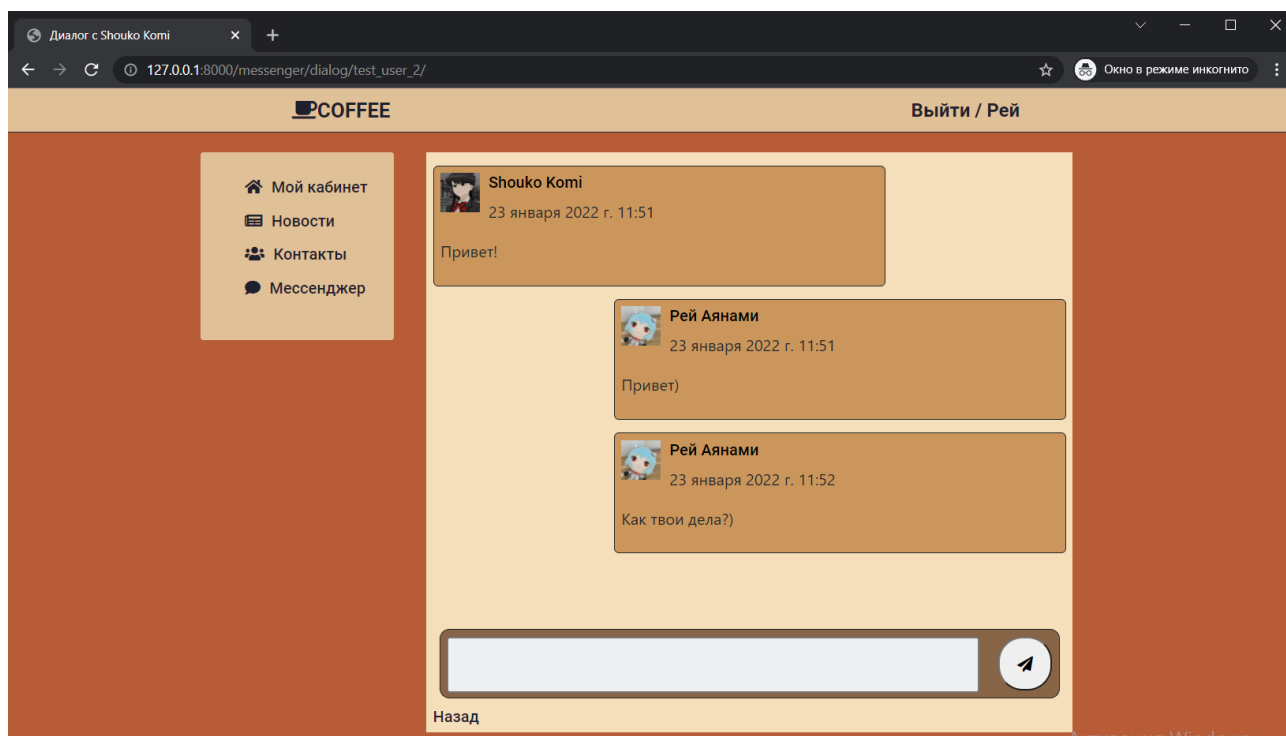 Диалог с Shouko Komi
127.0.0.1:8000/messenger/dialog/test_user_2/
Окно в режиме инкогнито
COFFEE
Выйти / Рей
Мой кабинет
Новости
Контакты
Мессенджер
Shouko Komi
23 января 2022 г. 11:51
Привет!
Рей Аянами
23 января 2022 г. 11:51
Привет)
Рей Аянами
23 января 2022 г. 11:52
Как твои дела?)
Назад